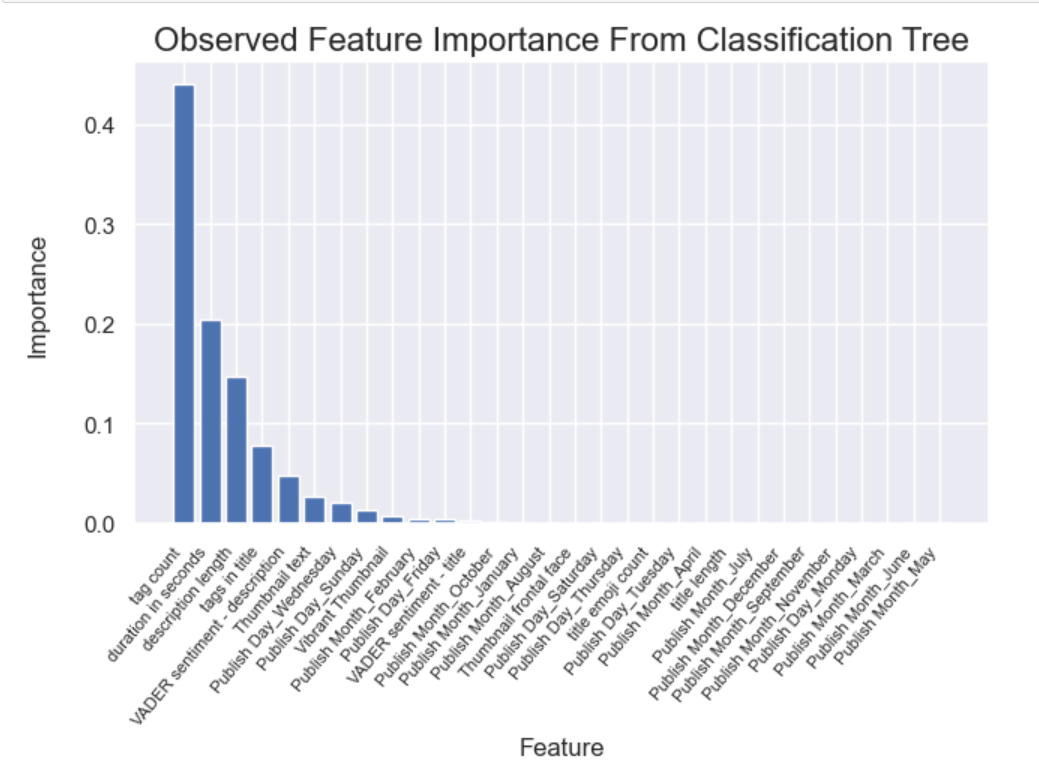 Observed Feature Importance From Classification Tree
Importance
0.4
0.3
0.2
0.1
0.0
tag count
duration in seconds
description length
tags in title
VADER sentiment - description
Thumbnail text
Publish Day_Wednesday
Publish Day_Sunday
Vibrant Thumbnail
Publish Month_February
Publish Day_Friday
VADER sentiment - title
Publish Month_October
Publish Month_January
Publish Month_August
Thumbnail frontal face
Publish Day_Saturday
Publish Day_Thursday
title emoji count
Publish Day_Tuesday
Publish Month_April
title length
Publish Month_July
Publish Month_December
Publish Month_September
Publish Month_November
Publish Day_Monday
Publish Month_March
Publish Month_June
Publish Month_May
Feature